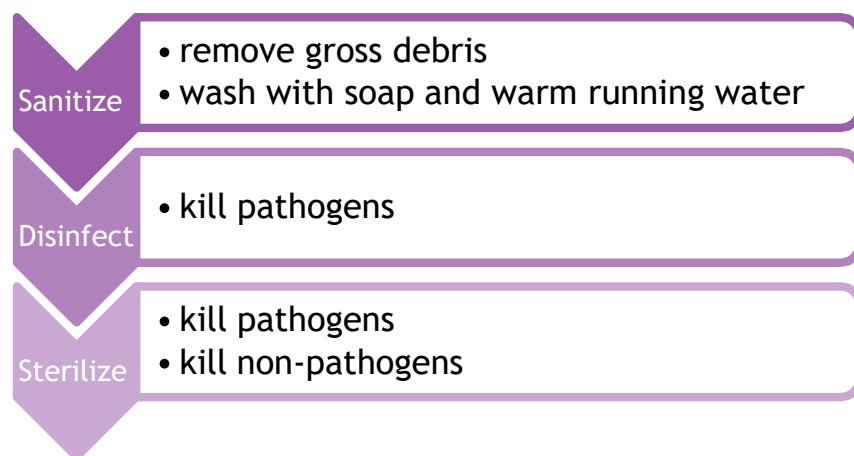 Sanitize
• remove gross debris
• wash with soap and warm running water
Disinfect
• kill pathogens
Sterilize
• kill pathogens
• kill non-pathogens